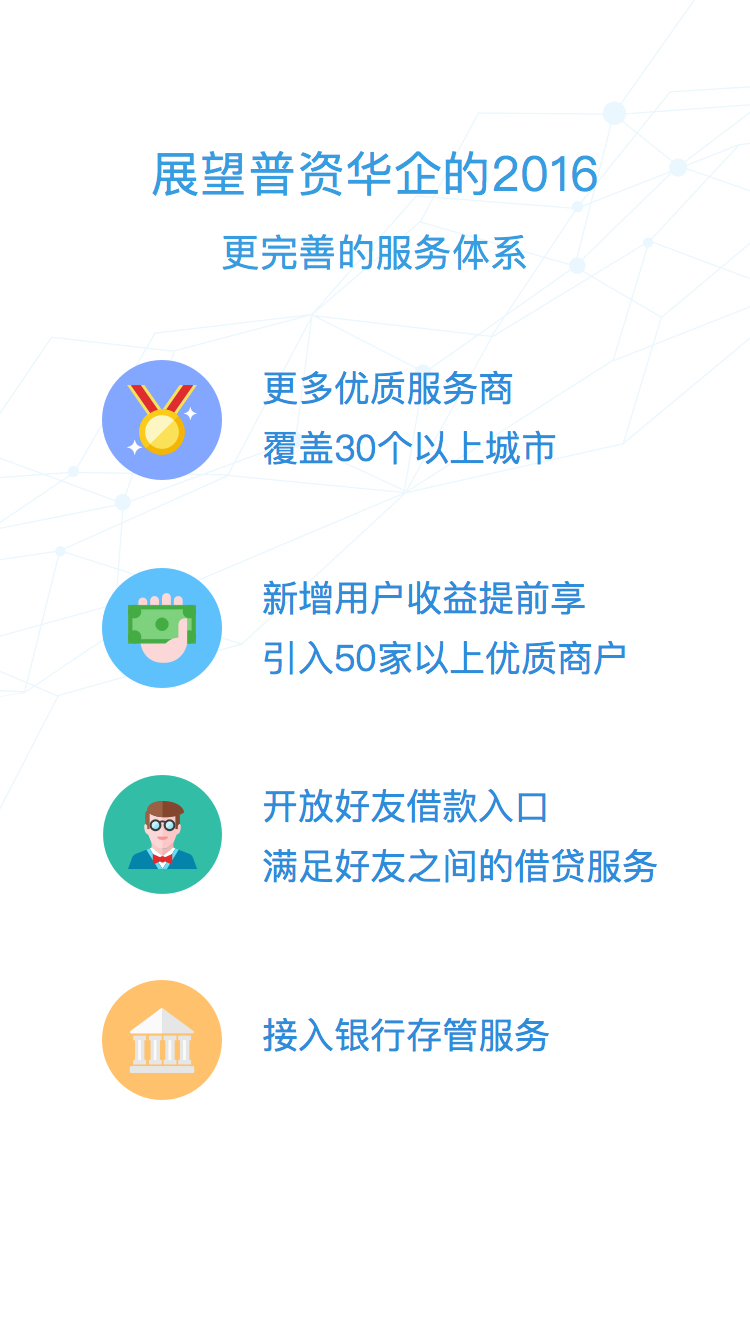 展望普资华企的2016
更完善的服务体系
更多优质服务商
覆盖30个以上城市
新增用户收益提前享
引入50家以上优质商户
开放好友借款入口
满足好友之间的借贷服务
接入银行存管服务